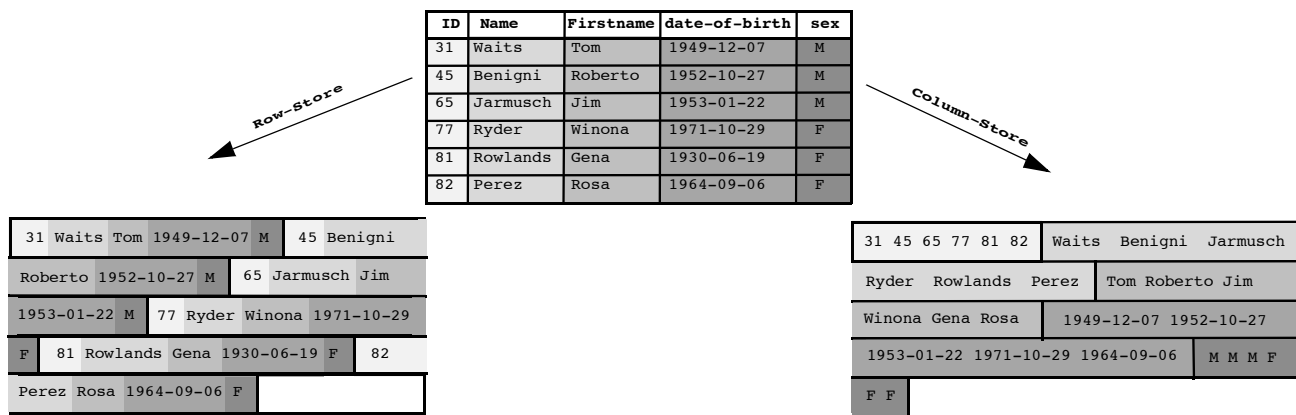 ID Name Firstname date-of-birth sex
31 Waits Tom 1949-12-07 M
45 Benigni Roberto 1952-10-27 M
65 Jarmusch Jim 1953-01-22 M
77 Ryder Winona 1971-10-29 F
81 Rowlands Gena 1930-06-19 F
82 Perez Rosa 1964-09-06 F
Row-Store
Column-Store
31 Waits Tom 1949-12-07 M 45 Benigni
Roberto 1952-10-27 M 65 Jarmusch Jim
1953-01-22 M 77 Ryder Winona 1971-10-29
F 81 Rowlands Gena 1930-06-19 F 82
Perez Rosa 1964-09-06 F
31 45 65 77 81 82 Waits Benigni Jarmusch
Ryder Rowlands Perez Tom Roberto Jim
Winona Gena Rosa 1949-12-07 1952-10-27
1953-01-22 1971-10-29 1964-09-06 M M M F
F F